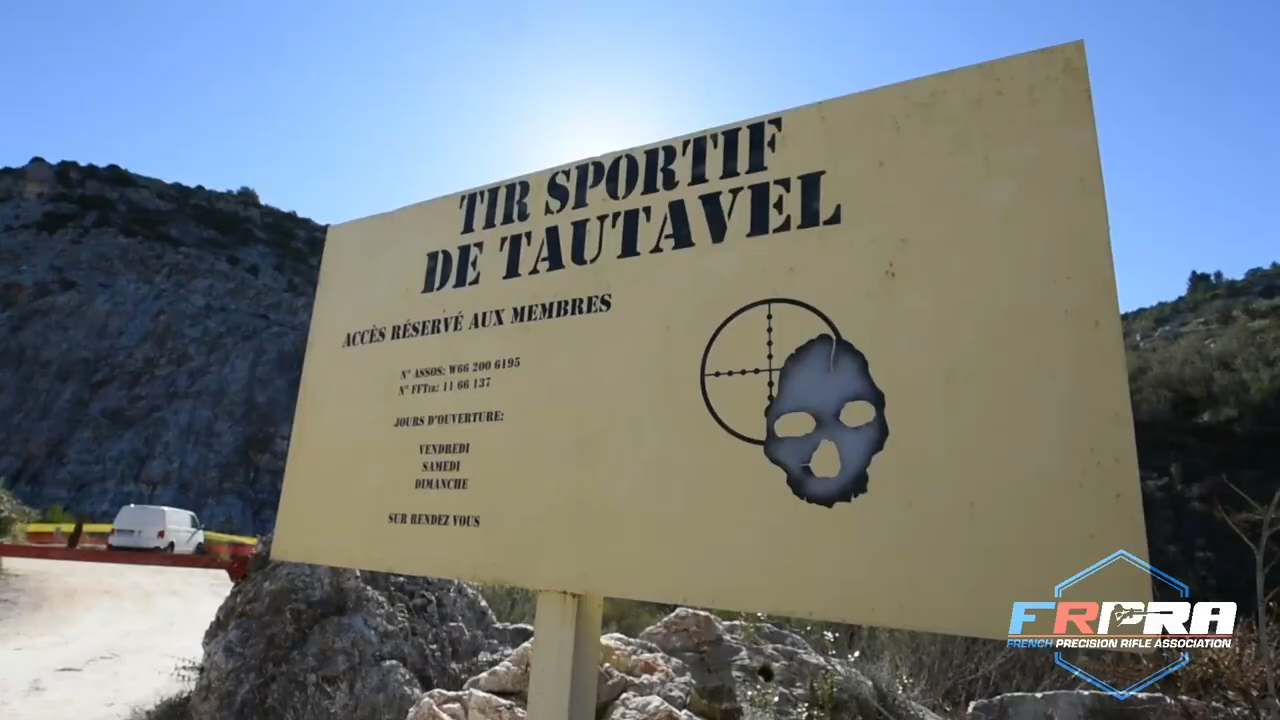 TIR SPORTIF
DE TAUTAVEL
ACCÈS RÉSERVÉ AUX MEMBRES
N° ASSOS: W66 200 6195
N° FFTir: 11 66 137
JOURS D'OUVERTURE:
VENDREDI
SAMEDI
DIMANCHE
SUR RENDEZ VOUS
FRPRA
FRENCH PRECISION RIFLE ASSOCIATION